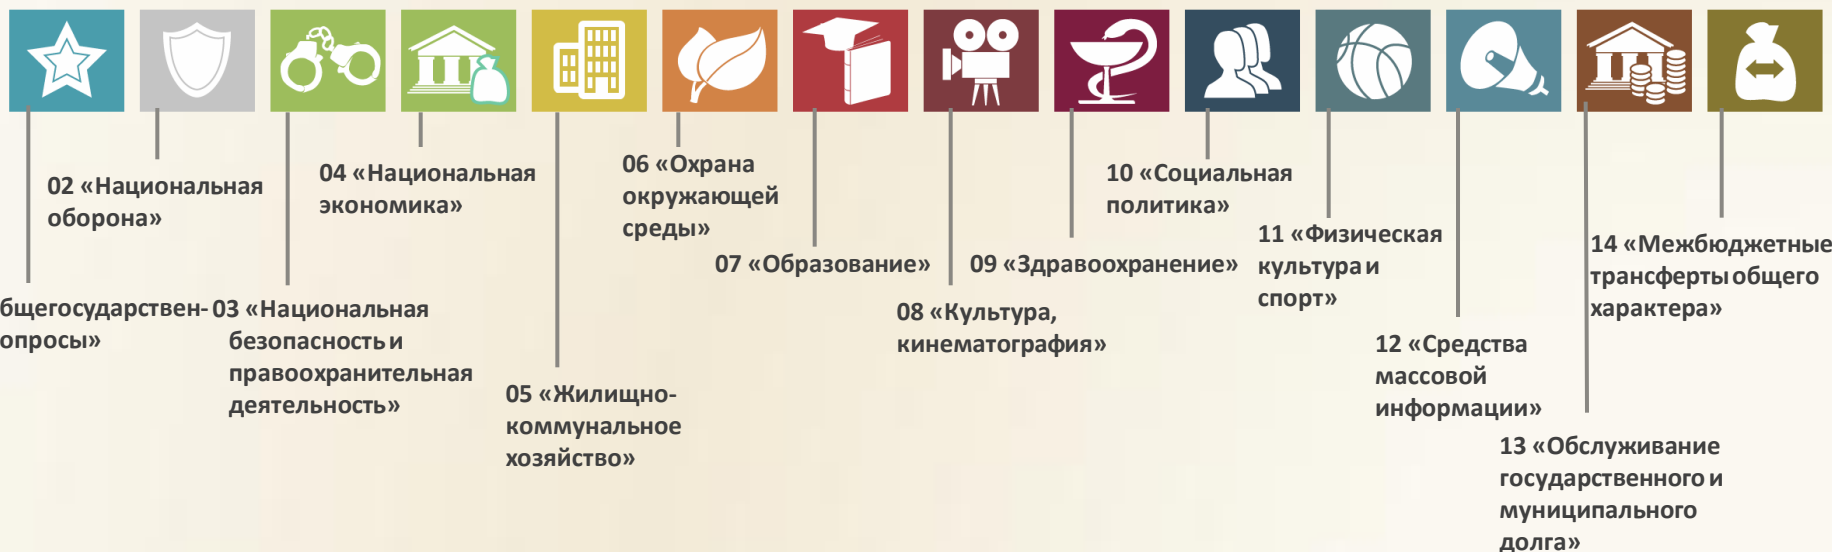 бщегосударствен-
опросы»
02 «Национальная
оборона»
03 «Национальная
безопасность и
правоохранительная
деятельность»
04 «Национальная
экономика»
05 «Жилищно-
коммунальное
хозяйство»
06 «Охрана
окружающей
среды»
07 «Образование»
08 «Культура,
кинематография»
09 «Здравоохранение»
10 «Социальная
политика»
11 «Физическая
культура и
спорт»
12 «Средства
массовой
информации»
13 «Обслуживание
государственного и
муниципального
долга»
14 «Межбюджетные
трансферты общего
характера»